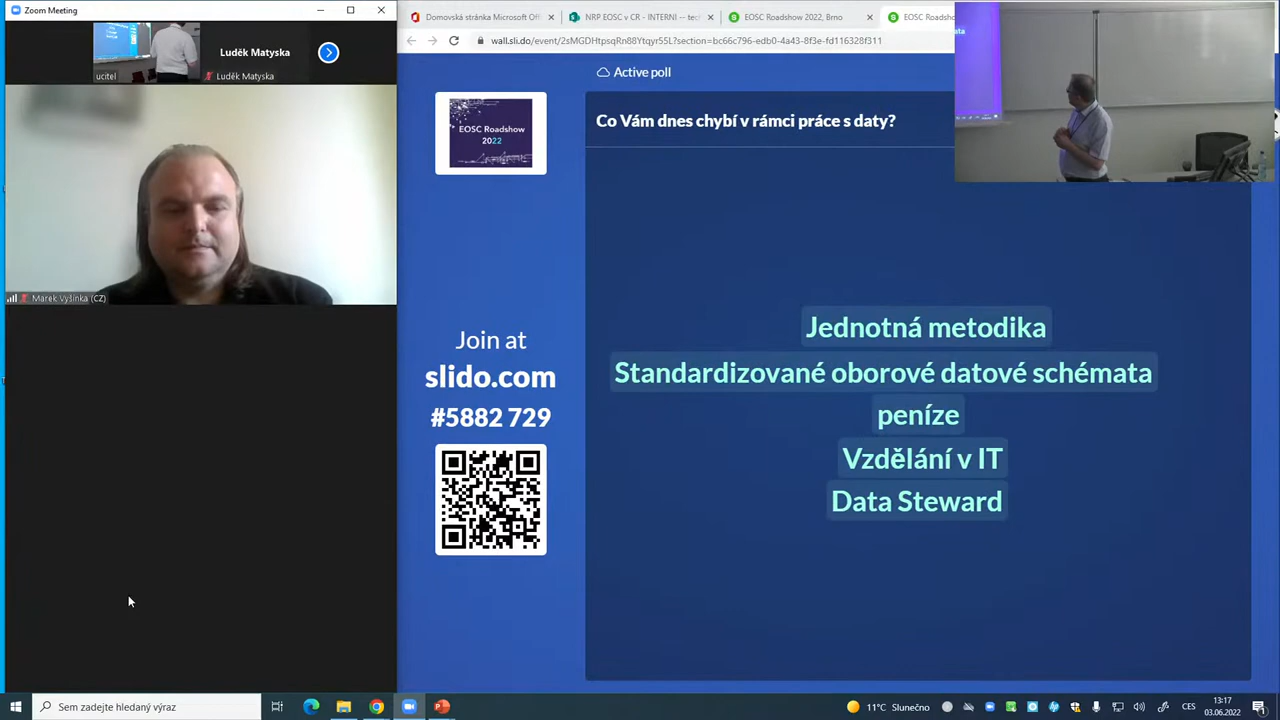 Zoom Meeting
ucitel
Luděk Matyska
Luděk Matyska
Marek Vyšinka (CZ)
Domovská stránka Microsoft Off
NRP EOSC v CR - INTERNI -- tech
EOSC Roadshow 2022, Brno
EOSC Roadsho
wall.sli.do/event/2sMGDHtpsqRn88Ytqyr55L?section=bc66c796-edb0-4a43-8f3e-fd116328f311
Active poll
EOSC Roadshow
2022
Co Vám dnes chybí v rámci práce s daty?
Join at
slido.com
#5882 729
Jednotná metodika
Standardizované oborové datové schémata
peníze
Vzdělání v IT
Data Steward
Sem zadejte hledaný výraz
11°C Slunečno
CES
13:17
03.06.2022